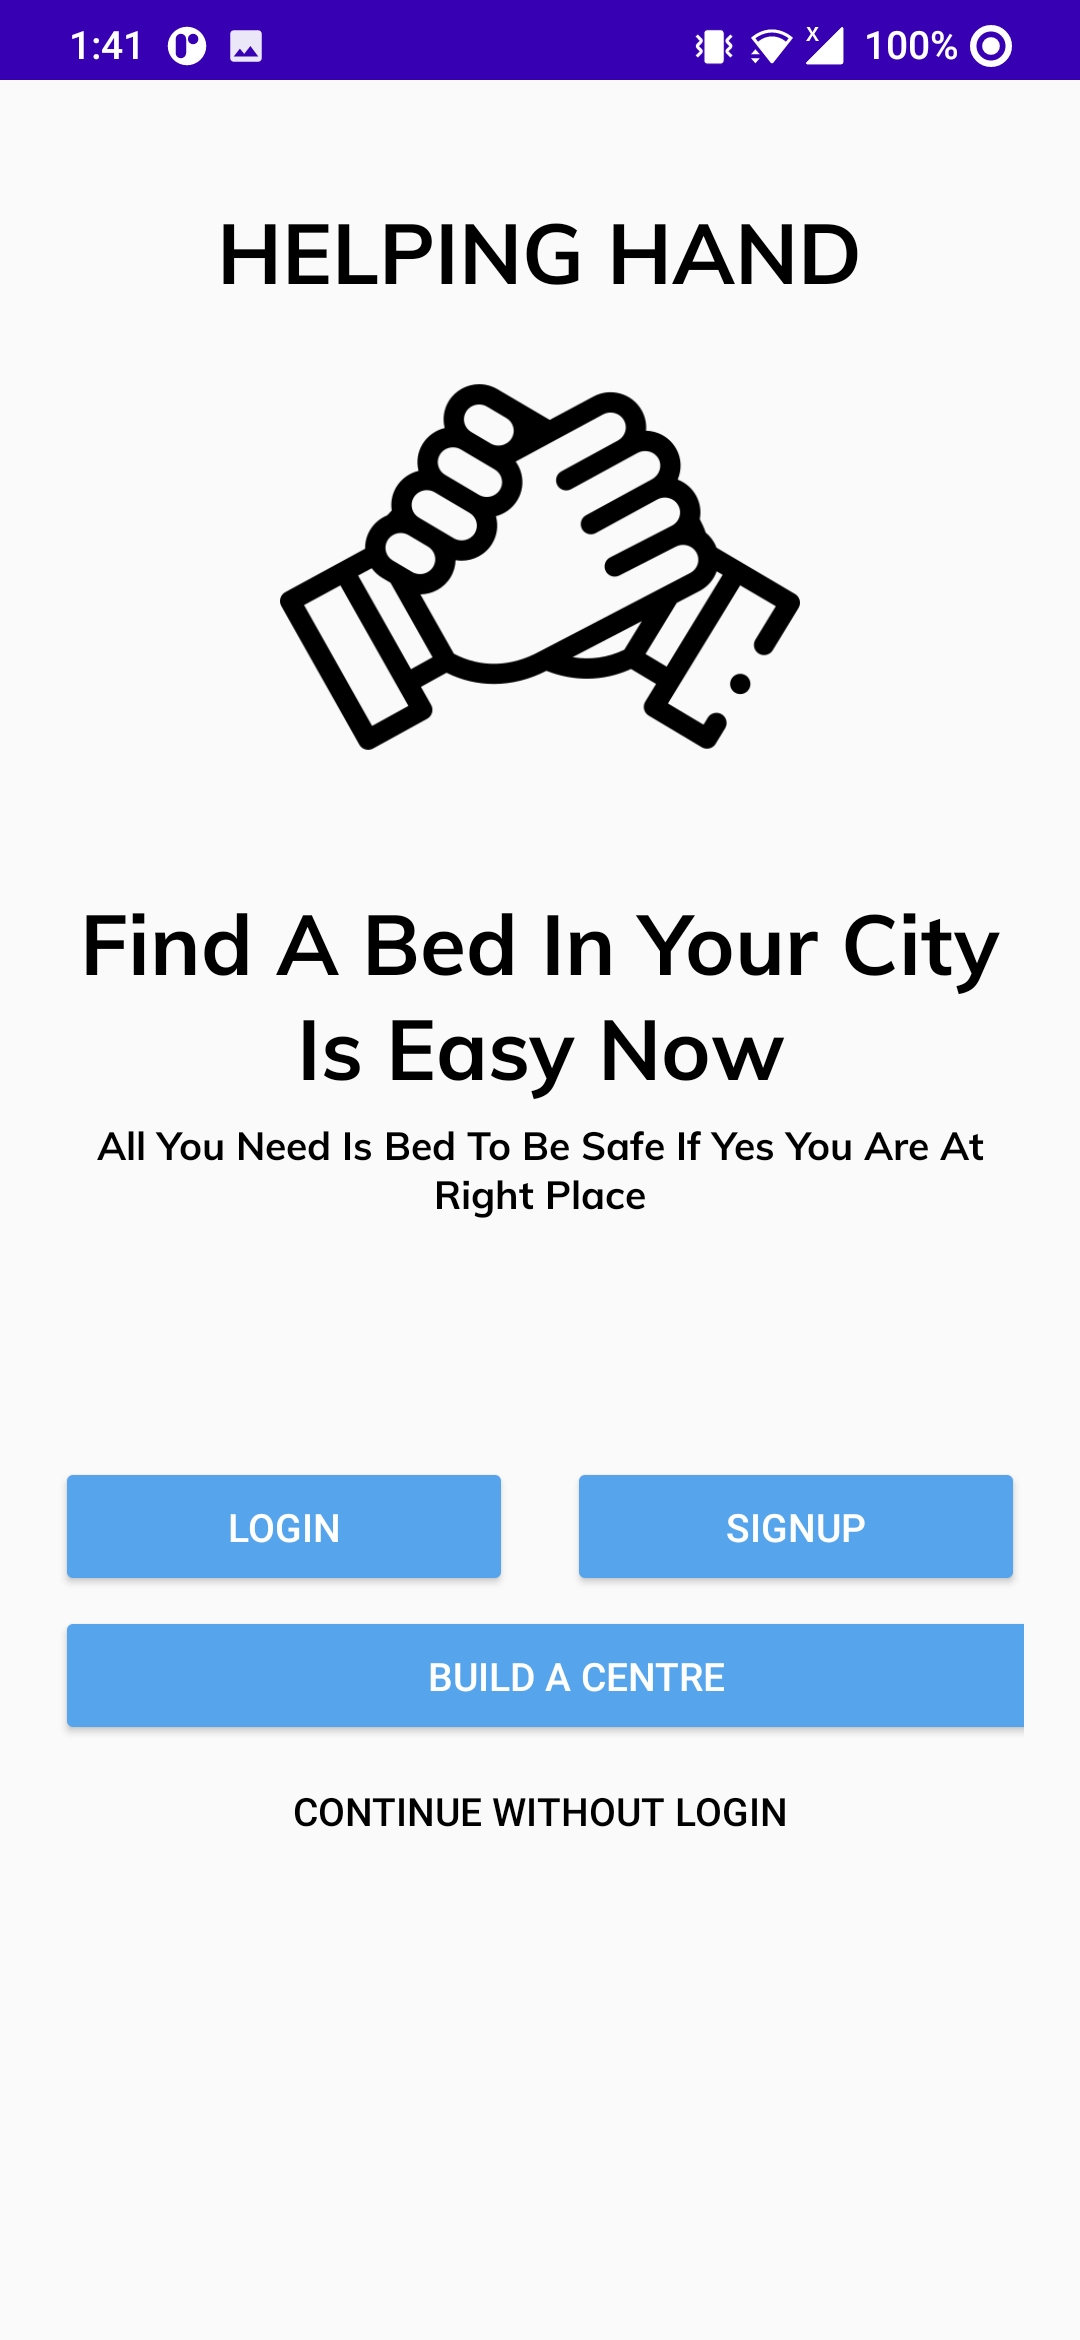 1:41 X 100%
HELPING HAND
Find A Bed In Your City
Is Easy Now
All You Need Is Bed To Be Safe If Yes You Are At
Right Place
LOGIN SIGNUP
BUILD A CENTRE
CONTINUE WITHOUT LOGIN